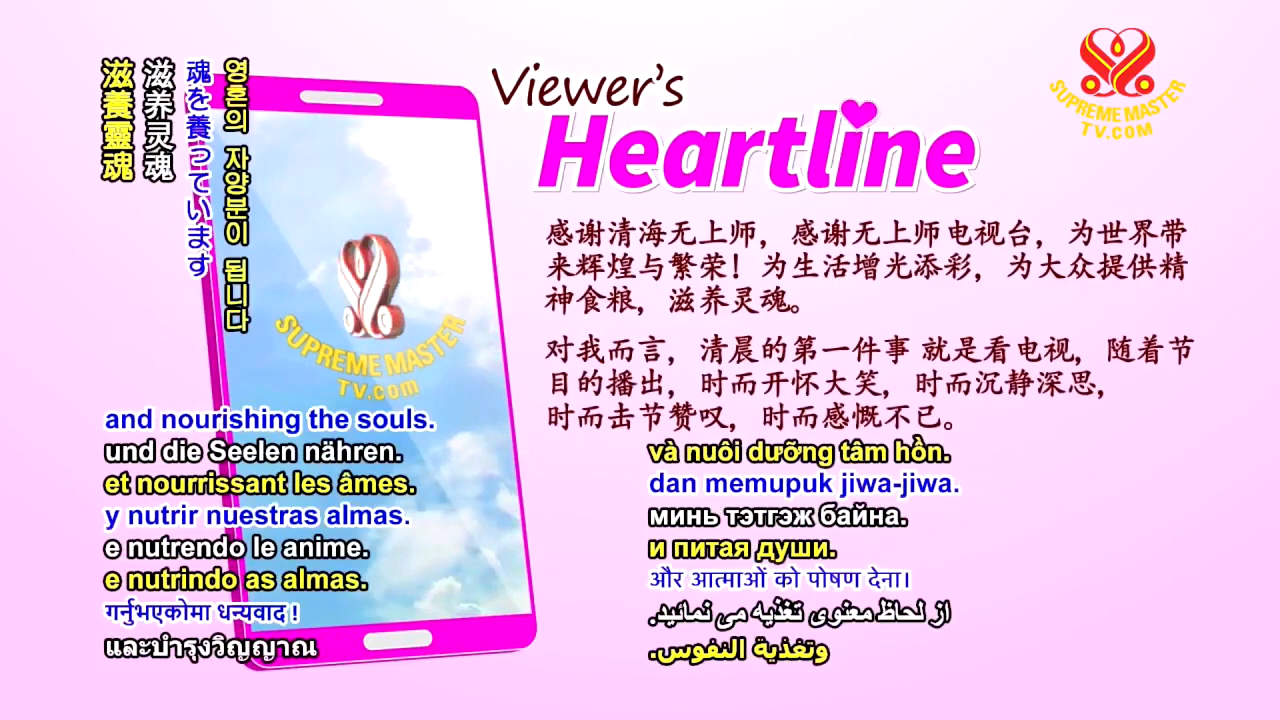 滋養靈魂
滋养灵魂
魂を養っています
영혼의 자양분이 됩니다
Viewer's
Heartline
SUPREME MASTER
TV.COM
SUPREME MASTER
TV.COM
感谢清海无上师，感谢无上师电视台，为世界带
来辉煌与繁荣！为生活增光添彩，为大众提供精
神食粮，滋养灵魂。
对我而言，清晨的第一件事 就是看电视，随着节
目的播出，时而开怀大笑，时而沉静深思，
时而击节赞叹，时而感慨不已。
and nourishing the souls.
und die Seelen nähren.
et nourrissant les âmes.
y nutrir nuestras almas.
e nutrendo le anime.
e nutrindo as almas.
गर्नुभएकोमा धन्यवाद!
และบำรุงวิญญาณ
và nuôi dưỡng tâm hồn.
dan memupuk jiwa-jiwa.
минь тэтгэж байна.
и питая души.
और आत्माओं को पोषण देना।
از لحاظ معنوی تغذیه می نمائید.
وتغذية النفوس.